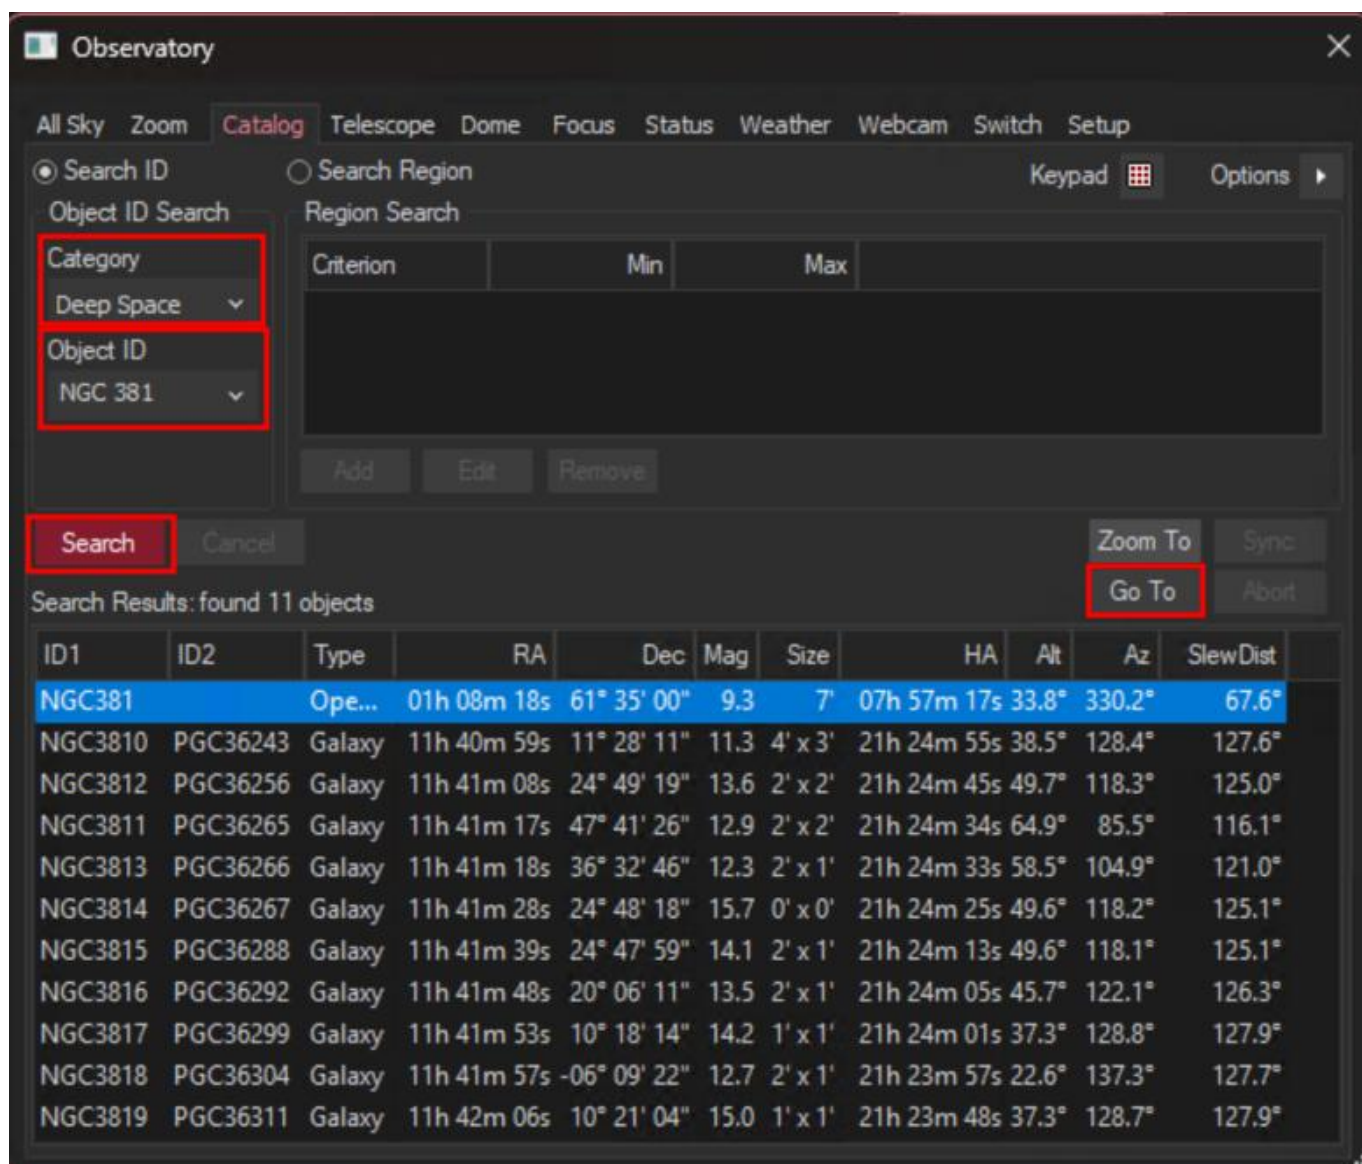 Observatory
All Sky Zoom Catalog Telescope Dome Focus Status Weather Webcam Switch Setup
Search ID Search Region Keypad Options
Object ID Search Region Search
Category
Criterion Min Max
Deep Space
Object ID
NGC 381
Add Edit Remove
Search Cancel Zoom To Sync
Go To Abort
Search Results: found 11 objects
ID1 ID2 Type RA Dec Mag Size HA Alt Az SlewDist
NGC381 Ope... 01h 08m 18s 61° 35' 00" 9.3 7' 07h 57m 17s 33.8° 330.2° 67.6°
NGC3810 PGC36243 Galaxy 11h 40m 59s 11° 28' 11" 11.3 4' x 3' 21h 24m 55s 38.5° 128.4° 127.6°
NGC3812 PGC36256 Galaxy 11h 41m 08s 24° 49' 19" 13.6 2' x 2' 21h 24m 45s 49.7° 118.3° 125.0°
NGC3811 PGC36265 Galaxy 11h 41m 17s 47° 41' 26" 12.9 2' x 2' 21h 24m 34s 64.9° 85.5° 116.1°
NGC3813 PGC36266 Galaxy 11h 41m 18s 36° 32' 46" 12.3 2' x 1' 21h 24m 33s 58.5° 104.9° 121.0°
NGC3814 PGC36267 Galaxy 11h 41m 28s 24° 48' 18" 15.7 0' x 0' 21h 24m 25s 49.6° 118.2° 125.1°
NGC3815 PGC36288 Galaxy 11h 41m 39s 24° 47' 59" 14.1 2' x 1' 21h 24m 13s 49.6° 118.1° 125.1°
NGC3816 PGC36292 Galaxy 11h 41m 48s 20° 06' 11" 13.5 2' x 1' 21h 24m 05s 45.7° 122.1° 126.3°
NGC3817 PGC36299 Galaxy 11h 41m 53s 10° 18' 14" 14.2 1' x 1' 21h 24m 01s 37.3° 128.8° 127.9°
NGC3818 PGC36304 Galaxy 11h 41m 57s -06° 09' 22" 12.7 2' x 1' 21h 23m 57s 22.6° 137.3° 127.7°
NGC3819 PGC36311 Galaxy 11h 42m 06s 10° 21' 04" 15.0 1' x 1' 21h 23m 48s 37.3° 128.7° 127.9°